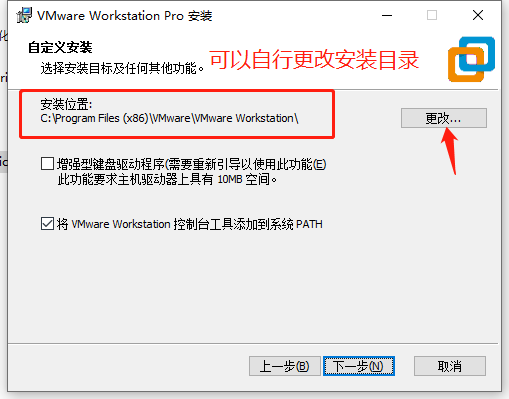 VMware Workstation Pro 安装
自定义安装
选择安装目标及任何其他功能。
可以自行更改安装目录
安装位置:
C:\Program Files (x86)\VMware\VMware Workstation\
更改...
增强型键盘驱动程序(需要重新引导以使用此功能(E)
此功能要求主机驱动器上具有 10MB 空间。
将 VMware Workstation 控制台工具添加到系统 PATH
上一步(B)
下一步(N)
取消